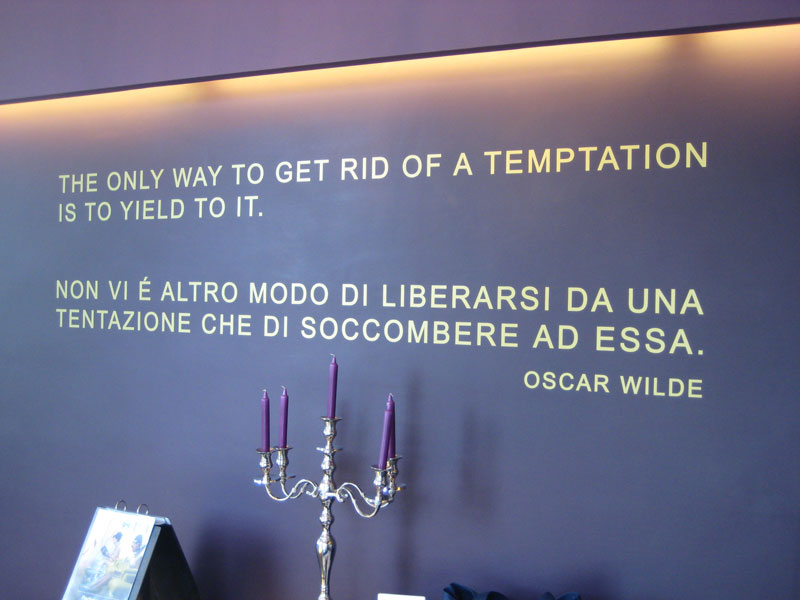 THE ONLY WAY TO GET RID OF A TEMPTATION
IS TO YIELD TO IT.
NON VI É ALTRO MODO DI LIBERARSI DA UNA
TENTAZIONE CHE DI SOCCOMBERE AD ESSA.
OSCAR WILDE